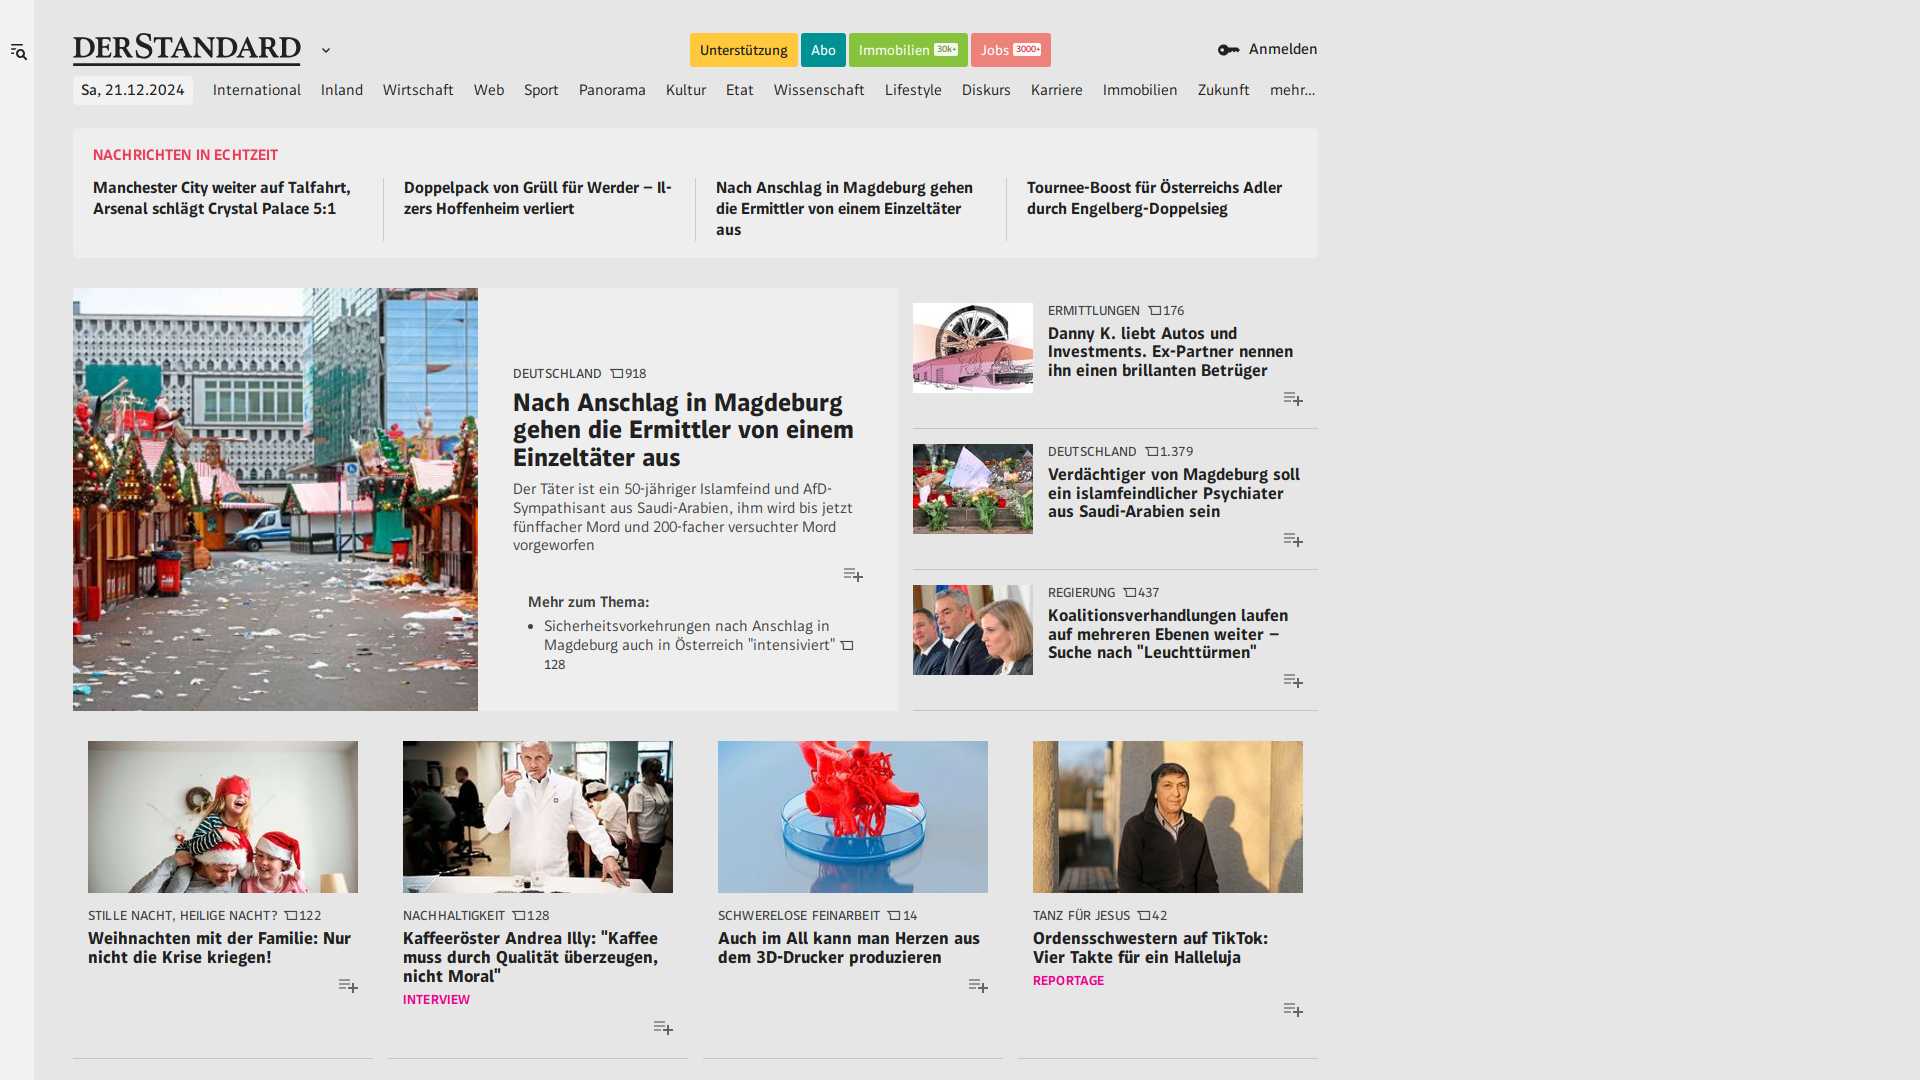 DERSTANDARD
Unterstützung
Abo
Immobilien 30k+
Jobs 3000+
Anmelden
Sa, 21.12.2024
International
Inland
Wirtschaft
Web
Sport
Panorama
Kultur
Etat
Wissenschaft
Lifestyle
Diskurs
Karriere
Immobilien
Zukunft
mehr...
NACHRICHTEN IN ECHTZEIT
Manchester City weiter auf Talfahrt,
Arsenal schlägt Crystal Palace 5:1
Doppelpack von Grüll für Werder – Il-
zers Hoffenheim verliert
Nach Anschlag in Magdeburg gehen
die Ermittler von einem Einzeltäter
aus
Tournee-Boost für Österreichs Adler
durch Engelberg-Doppelsieg
DEUTSCHLAND 918
Nach Anschlag in Magdeburg
gehen die Ermittler von einem
Einzeltäter aus
Der Täter ist ein 50-jähriger Islamfeind und AfD-
Sympathisant aus Saudi-Arabien, ihm wird bis jetzt
fünffacher Mord und 200-facher versuchter Mord
vorgeworfen
Mehr zum Thema:
Sicherheitsvorkehrungen nach Anschlag in
Magdeburg auch in Österreich "intensiviert"
128
ERMITTLUNGEN 176
Danny K. liebt Autos und
Investments. Ex-Partner nennen
ihn einen brillanten Betrüger
DEUTSCHLAND 1.379
Verdächtiger von Magdeburg soll
ein islamfeindlicher Psychiater
aus Saudi-Arabien sein
REGIERUNG 437
Koalitionsverhandlungen laufen
auf mehreren Ebenen weiter –
Suche nach "Leuchttürmen"
STILLE NACHT, HEILIGE NACHT? 122
Weihnachten mit der Familie: Nur
nicht die Krise kriegen!
NACHHALTIGKEIT 128
Kaffeeröster Andrea Illy: "Kaffee
muss durch Qualität überzeugen,
nicht Moral"
INTERVIEW
SCHWERELOSE FEINARBEIT 14
Auch im All kann man Herzen aus
dem 3D-Drucker produzieren
TANZ FÜR JESUS 42
Ordensschwestern auf TikTok:
Vier Takte für ein Halleluja
REPORTAGE